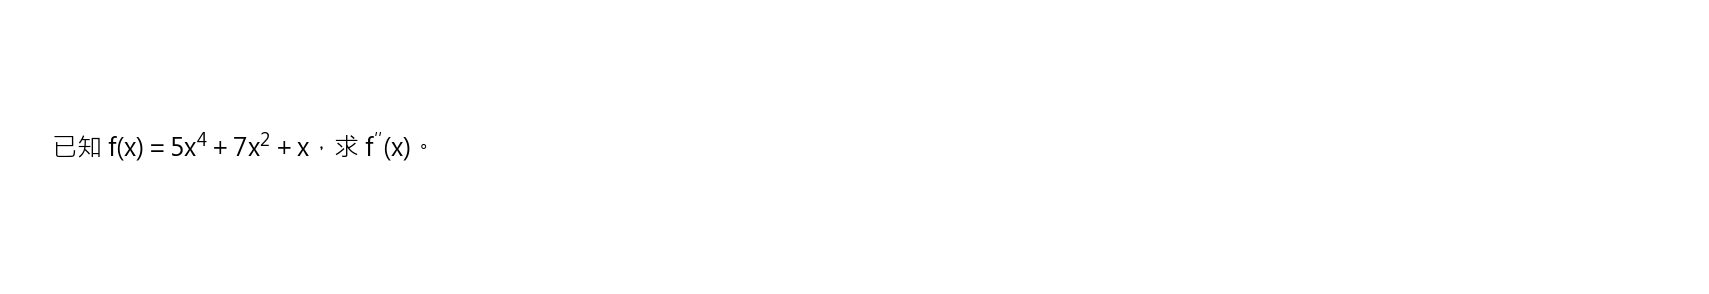 已知 f(x) = 5x⁴ + 7x² + x，求 f′′(x)。